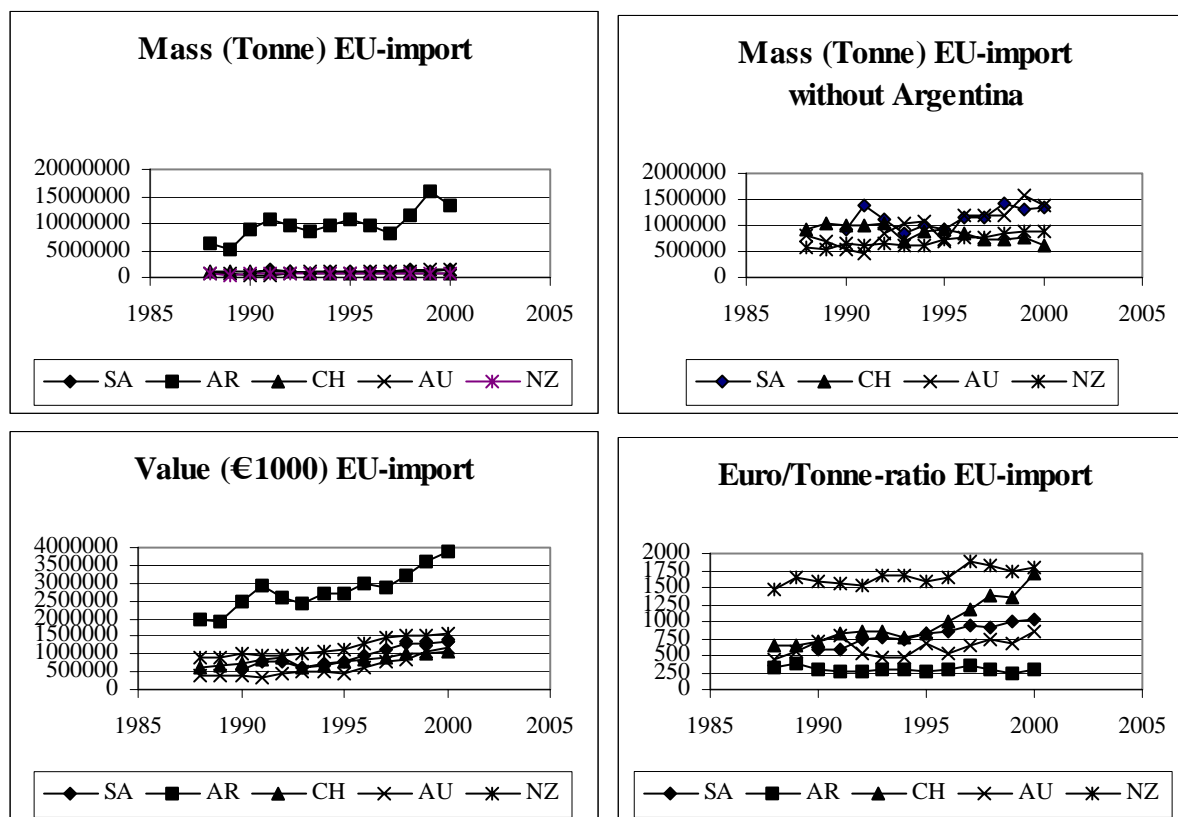 Mass (Tonne) EU-import
20000000
15000000
10000000
5000000
0
1985 1990 1995 2000 2005
SA AR CH AU NZ
Mass (Tonne) EU-import
without Argentina
2000000
1500000
1000000
500000
0
1985 1990 1995 2000 2005
SA CH AU NZ
Value (€1000) EU-import
4000000
3500000
3000000
2500000
2000000
1500000
1000000
500000
0
1985 1990 1995 2000 2005
SA AR CH AU NZ
Euro/Tonne-ratio EU-import
2000
1750
1500
1250
1000
750
500
250
0
1985 1990 1995 2000 2005
SA AR CH AU NZ